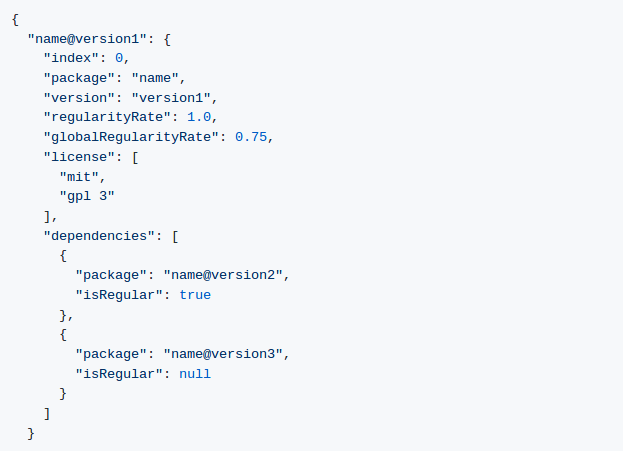 {
  "name@version1": {
    "index": 0,
    "package": "name",
    "version": "version1",
    "regularityRate": 1.0,
    "globalRegularityRate": 0.75,
    "license": [
      "mit",
      "gpl 3"
    ],
    "dependencies": [
      {
        "package": "name@version2",
        "isRegular": true
      },
      {
        "package": "name@version3",
        "isRegular": null
      }
    ]
  }